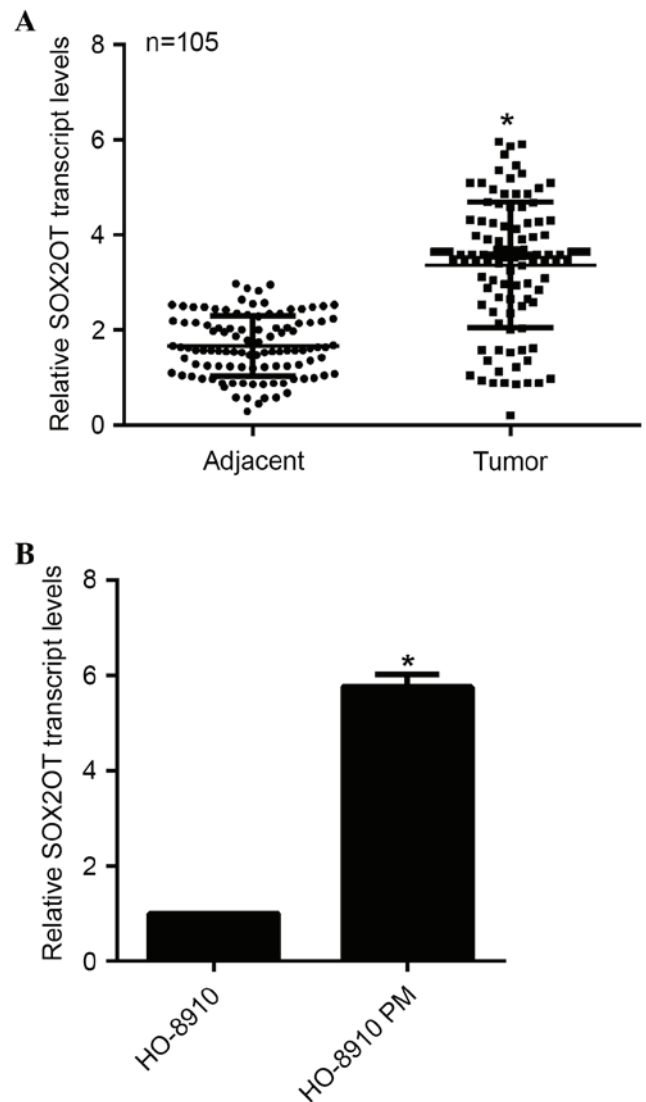 A
n=105
Relative SOX2OT transcript levels
8
6
4
2
0
*
Adjacent
Tumor
B
Relative SOX2OT transcript levels
8
6
4
2
0
*
HO-8910
HO-8910 PM